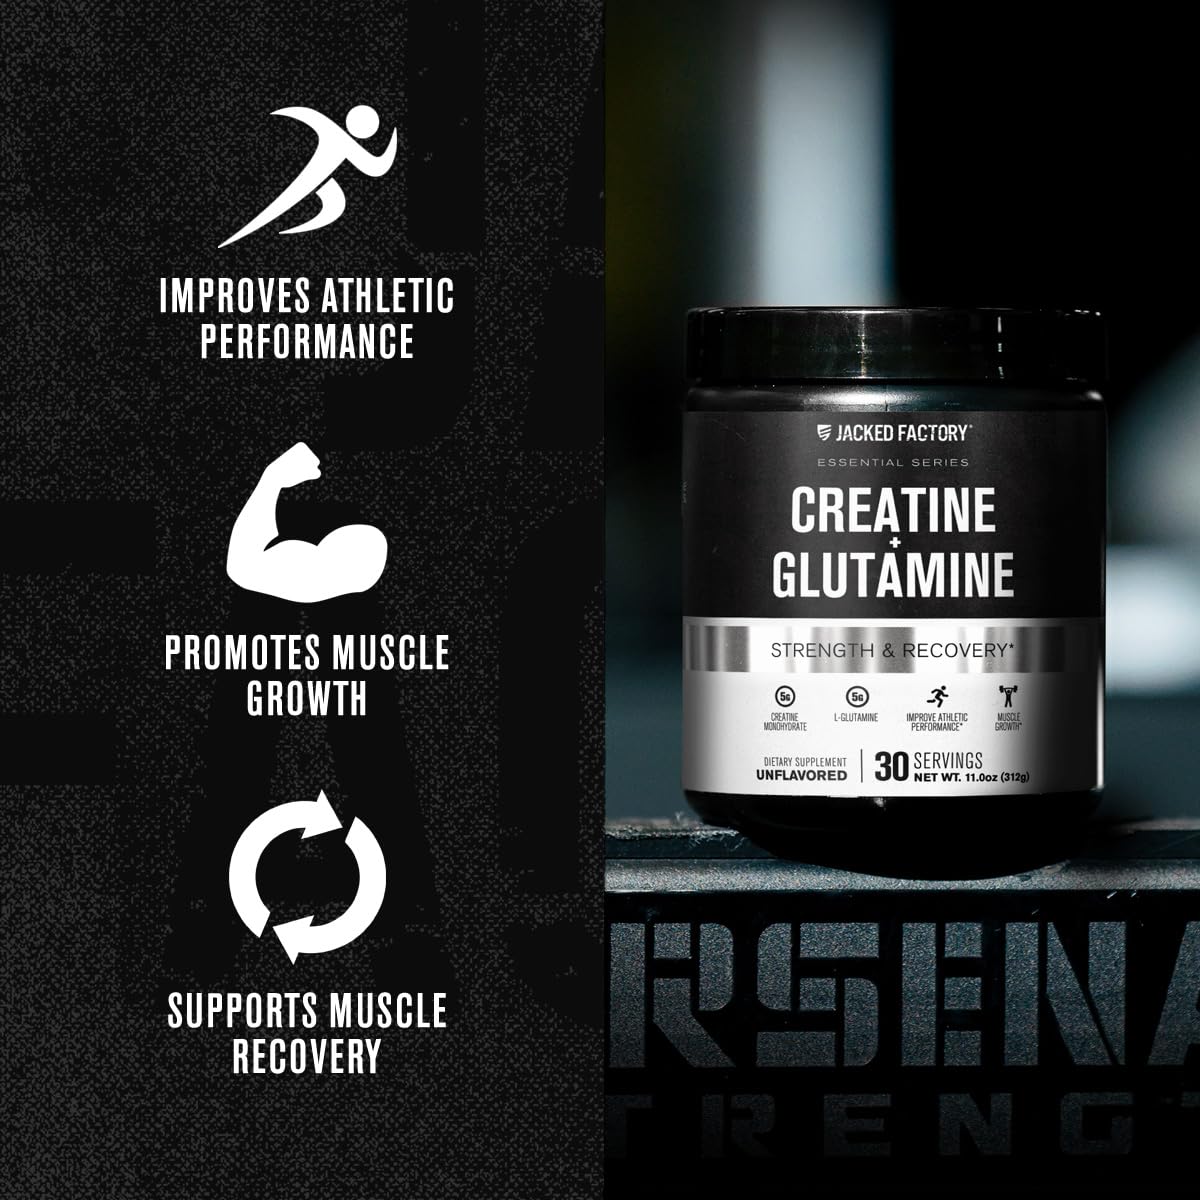 IMPROVES ATHLETIC
PERFORMANCE
PROMOTES MUSCLE
GROWTH
SUPPORTS MUSCLE
RECOVERY
JACKED FACTORY®
ESSENTIAL SERIES
CREATINE
+
GLUTAMINE
STRENGTH & RECOVERY*
5G
CREATINE
MONOHYDRATE
5G
L-GLUTAMINE
IMPROVE ATHLETIC
PERFORMANCE*
MUSCLE
GROWTH*
DIETARY SUPPLEMENT
UNFLAVORED
30 SERVINGS
NET WT. 11.0oz (312g)
RSENA
TRENGT